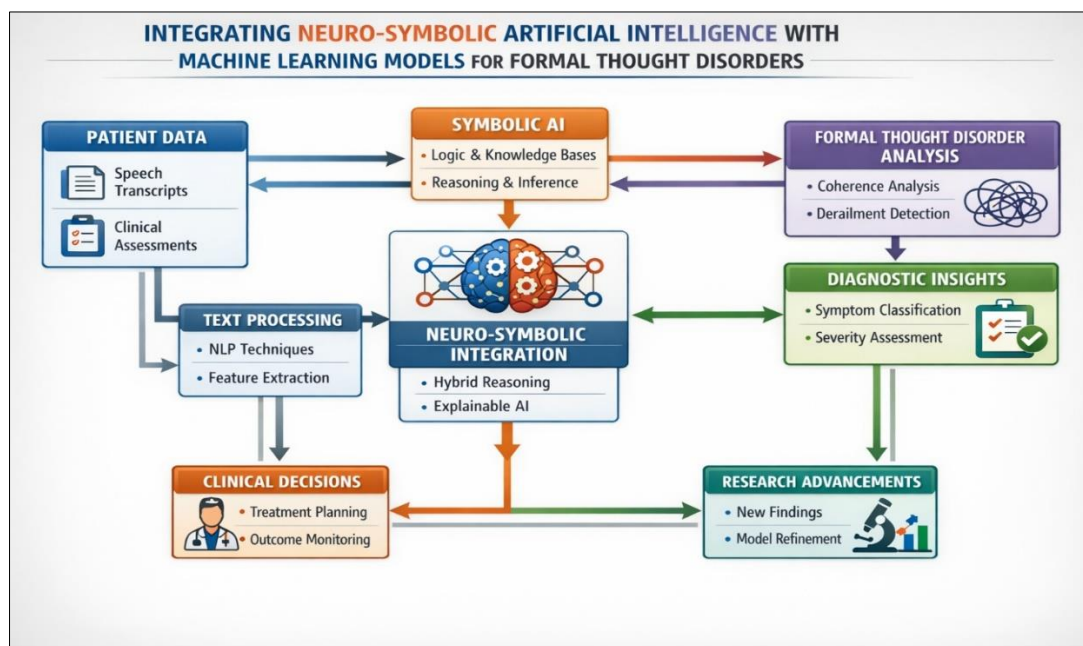 INTEGRATING NEURO-SYMBOLIC ARTIFICIAL INTELLIGENCE WITH
MACHINE LEARNING MODELS FOR FORMAL THOUGHT DISORDERS
PATIENT DATA
Speech
Transcripts
Clinical
Assessments
SYMBOLIC AI
• Logic & Knowledge Bases
• Reasoning & Inference
FORMAL THOUGHT DISORDER
ANALYSIS
• Coherence Analysis
• Derailment Detection
TEXT PROCESSING
• NLP Techniques
• Feature Extraction
NEURO-SYMBOLIC
INTEGRATION
• Hybrid Reasoning
• Explainable AI
DIAGNOSTIC INSIGHTS
• Symptom Classification
• Severity Assessment
CLINICAL DECISIONS
• Treatment Planning
• Outcome Monitoring
RESEARCH ADVANCEMENTS
• New Findings
• Model Refinement